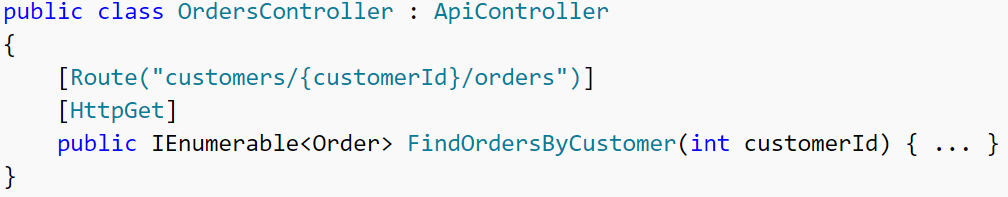 public class OrdersController : ApiController
{
    [Route("customers/{customerId}/orders")]
    [HttpGet]
    public IEnumerable<Order> FindOrdersByCustomer(int customerId) { ... }
}